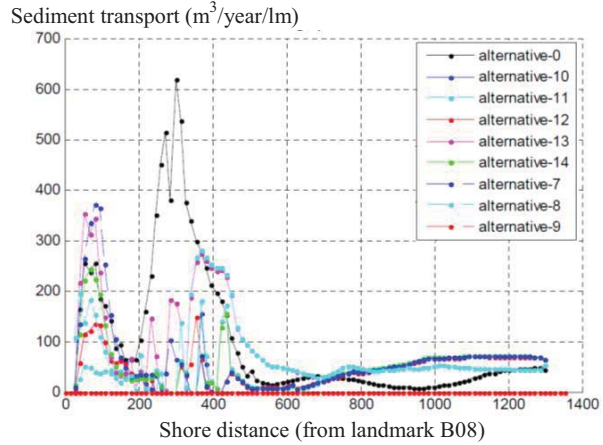 Sediment transport (m³/year/lm)
700
600
500
400
300
200
100
0
alternative-0
alternative-10
alternative-11
alternative-12
alternative-13
alternative-14
alternative-7
alternative-8
alternative-9
0 200 400 600 800 1000 1200 1400
Shore distance (from landmark B08)